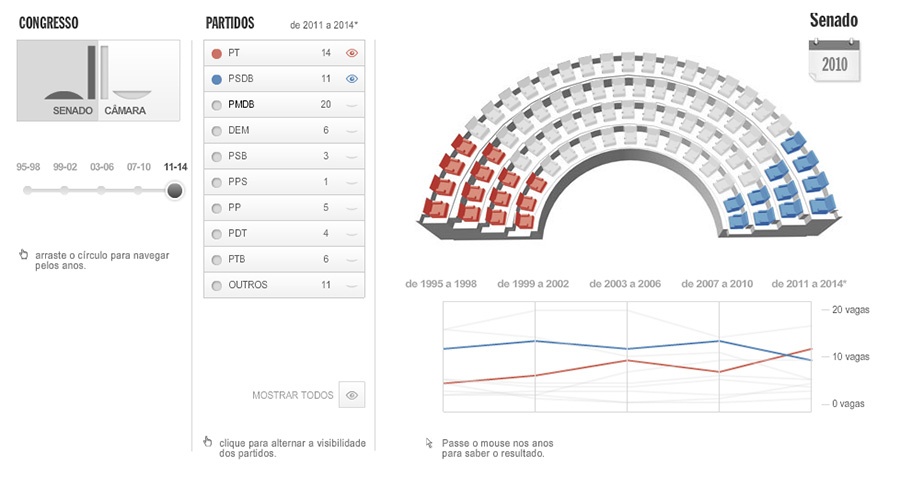 CONGRESSO
SENADO CÂMARA
95-98 99-02 03-06 07-10 11-14
arraste o círculo para navegar
pelos anos.
PARTIDOS de 2011 a 2014*
PT 14
PSDB 11
PMDB 20
DEM 6
PSB 3
PPS 1
PP 5
PDT 4
PTB 6
OUTROS 11
MOSTRAR TODOS
clique para alternar a visibilidade
dos partidos.
Senado
2010
de 1995 a 1998 de 1999 a 2002 de 2003 a 2006 de 2007 a 2010 de 2011 a 2014*
20 vagas
10 vagas
0 vagas
Passe o mouse nos anos
para saber o resultado.